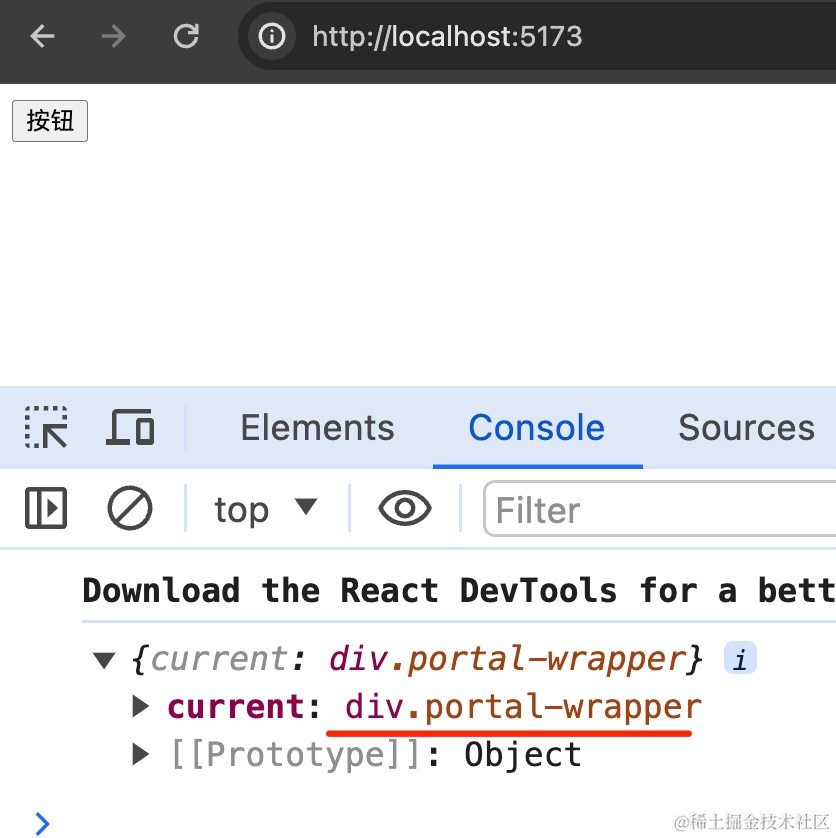 http://localhost:5173
按钮
Elements Console Sources
top Filter
Download the React DevTools for a bett
{current: div.portal-wrapper} i
current: div.portal-wrapper
[[Prototype]]: Object
@稀土掘金技术社区